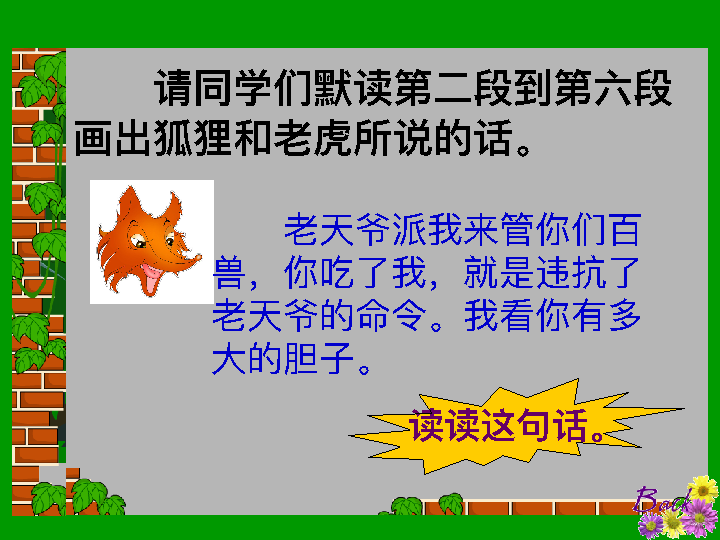 请同学们默读第二段到第六段
画出狐狸和老虎所说的话。
老天爷派我来管你们百
兽，你吃了我，就是违抗了
老天爷的命令。我看你有多
大的胆子。
读读这句话。
Back